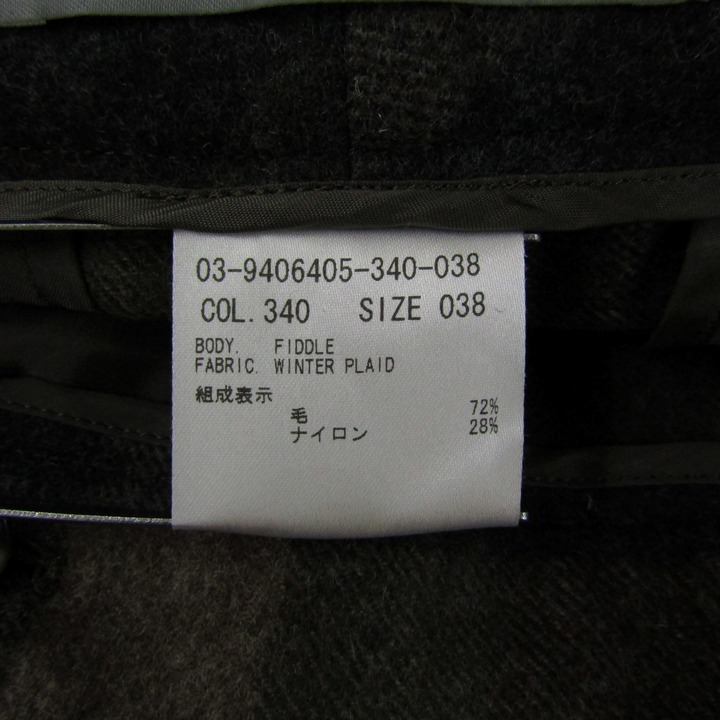 03-9406405-340-038
COL. 340 SIZE 038
BODY. FIDDLE
FABRIC. WINTER PLAID
組成表示
毛 72%
ナイロン 28%